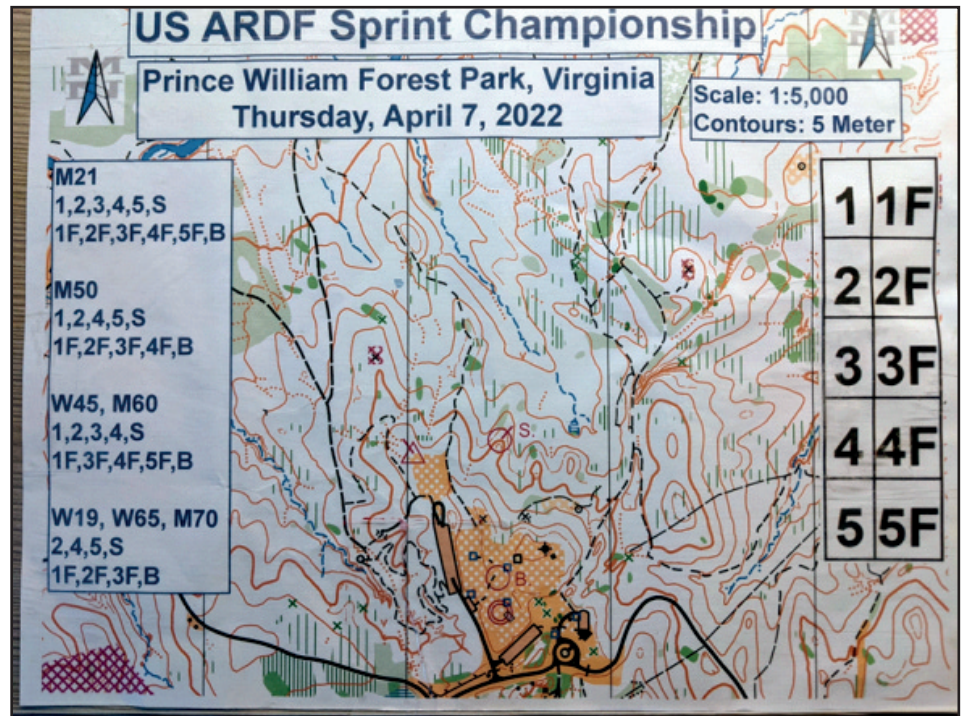 US ARDF Sprint Championship
Prince William Forest Park, Virginia
Thursday, April 7, 2022
Scale: 1:5,000
Contours: 5 Meter
M21
1,2,3,4,5,S
1F,2F,3F,4F,5F,B
M50
1,2,4,5,S
1F,2F,3F,4F,B
W45, M60
1,2,3,4,S
1F,3F,4F,5F,B
W19, W65, M70
2,4,5,S
1F,2F,3F,B
1 1F
2 2F
3 3F
4 4F
5 5F
S.
B